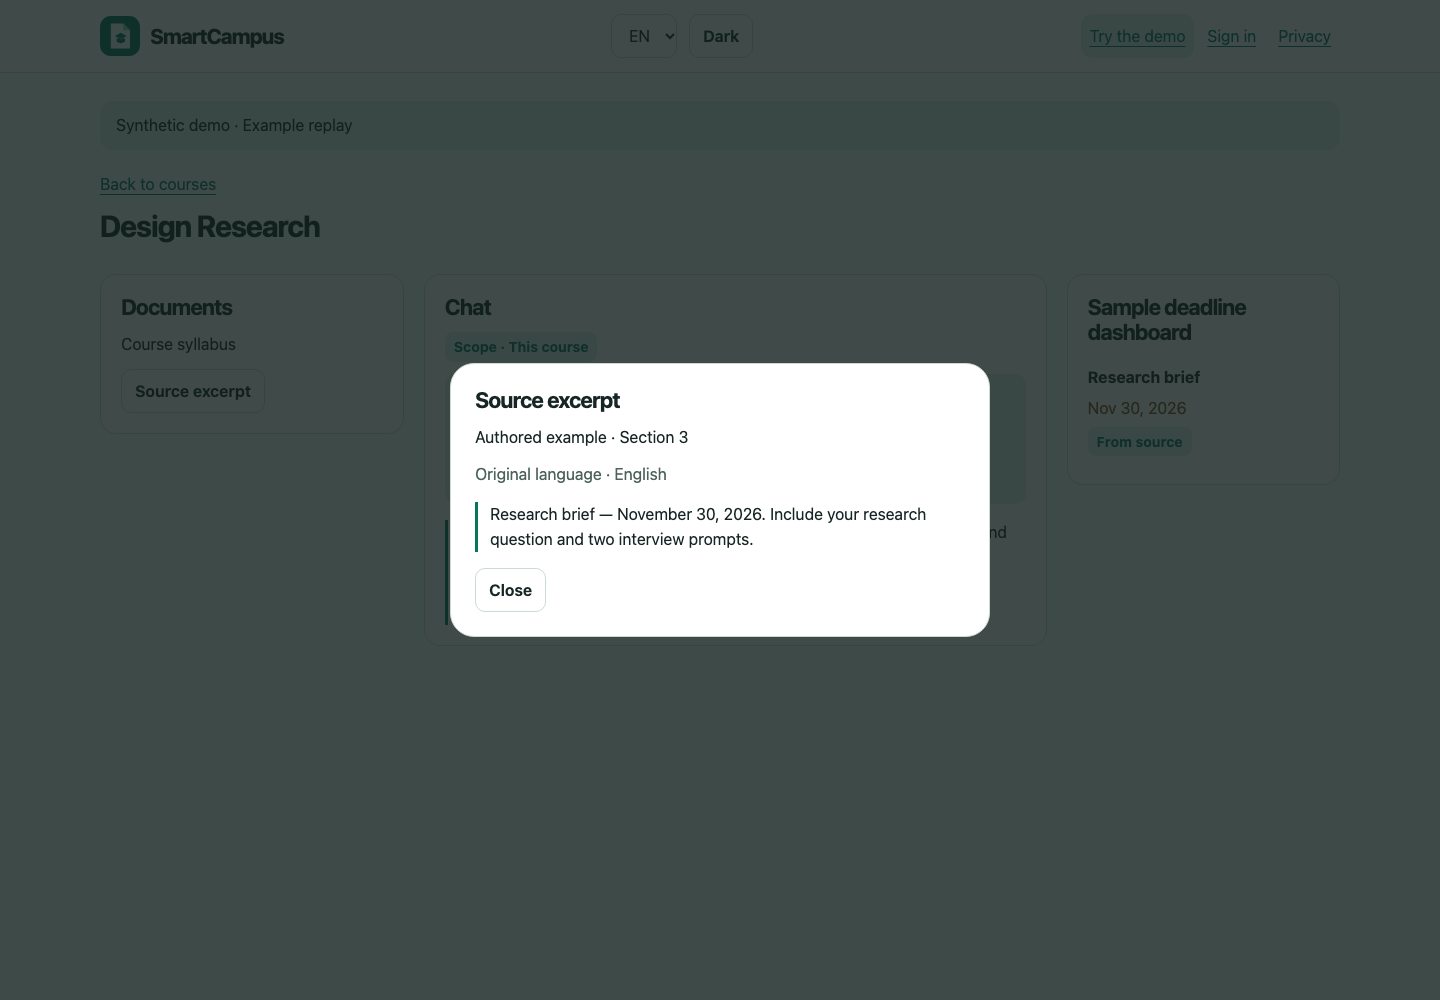 SmartCampus
EN
Dark
Try the demo
Sign in
Privacy
Synthetic demo · Example replay
Back to courses
Design Research
Documents
Course syllabus
Source excerpt
Chat
Scope · This course
nd
Sample deadline
dashboard
Research brief
Nov 30, 2026
From source
Source excerpt
Authored example · Section 3
Original language · English
Research brief — November 30, 2026. Include your research
question and two interview prompts.
Close